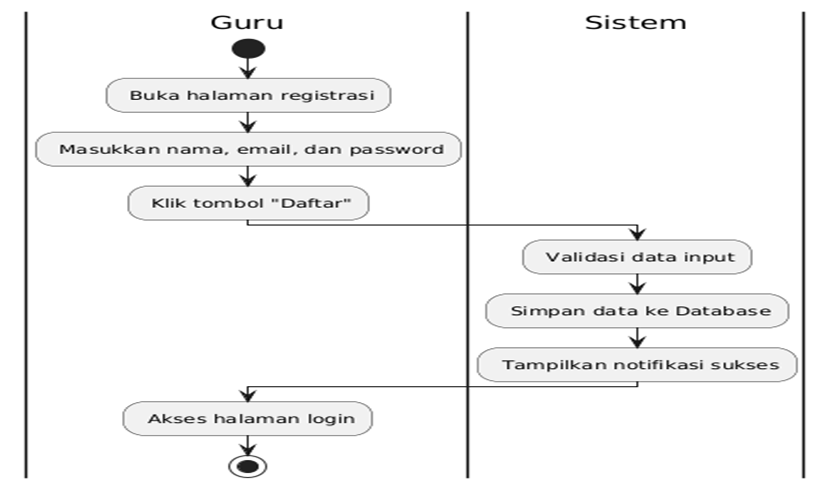 Guru
Sistem
Buka halaman registrasi
Masukkan nama, email, dan password
Klik tombol "Daftar"
Validasi data input
Simpan data ke Database
Tampilkan notifikasi sukses
Akses halaman login